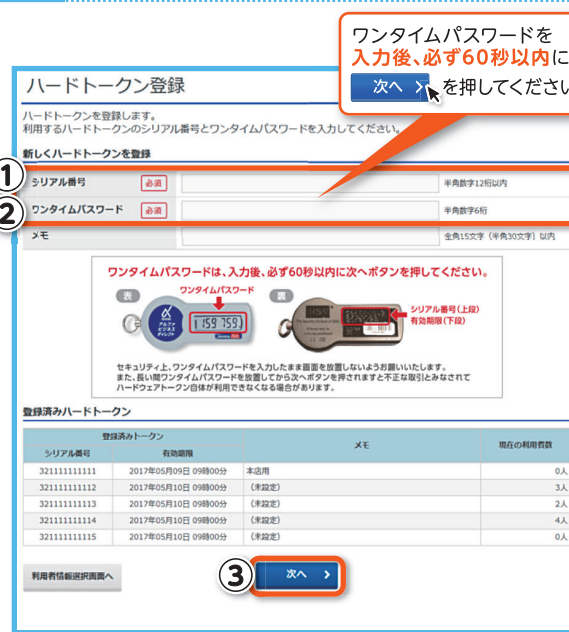 ワンタイムパスワードを
入力後、必ず60秒以内に
次へ > を押してください
ハードトークン登録
ハードトークンを登録します。
利用するハードトークンのシリアル番号とワンタイムパスワードを入力してください。
新しくハードトークンを登録
① シリアル番号 必須 半角数字12桁以内
② ワンタイムパスワード 必須 半角数字6桁
メモ 全角15文字(半角30文字)以内
ワンタイムパスワードは、入力後、必ず60秒以内に次へボタンを押してください。
表 ワンタイムパスワード 裏
アルファ
ビジネス
ダイレクト
159 759
シリアル番号(上段)
有効期限(下段)
セキュリティ上、ワンタイムパスワードを入力したまま画面を放置しないようお願いいたします。
また、長い間ワンタイムパスワードを放置してから次へボタンを押されますと不正な取引とみなされて
ハードウェアトークン自体が利用できなくなる場合があります。
登録済みハードトークン
登録済みトークン メモ 現在の利用者数
シリアル番号 有効期限
321111111111 2017年05月09日 09時00分 本店用 0人
321111111112 2017年05月10日 09時00分 (未設定) 3人
321111111113 2017年05月10日 09時00分 (未設定) 2人
321111111114 2017年05月10日 09時00分 (未設定) 4人
321111111115 2017年05月10日 09時00分 (未設定) 0人
利用者情報選択画面へ ③ 次へ >